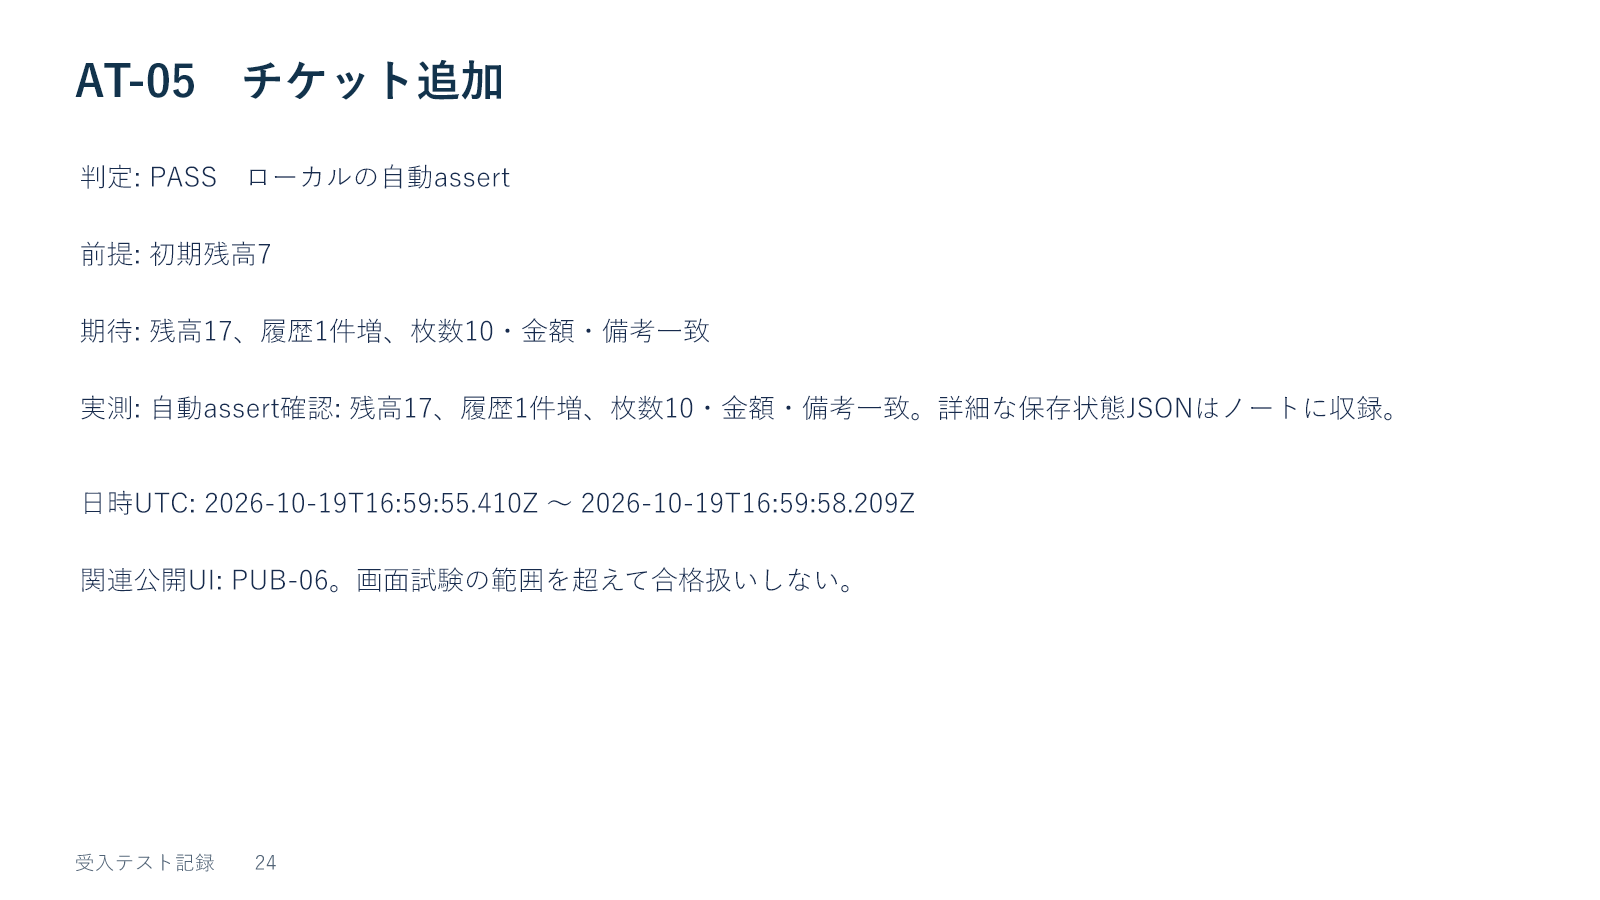 AT-05　チケット追加
判定: PASS　ローカルの自動assert
前提: 初期残高7
期待: 残高17、履歴1件増、枚数10・金額・備考一致
実測: 自動assert確認: 残高17、履歴1件増、枚数10・金額・備考一致。詳細な保存状態JSONはノートに収録。
日時UTC: 2026-10-19T16:59:55.410Z ～ 2026-10-19T16:59:58.209Z
関連公開UI: PUB-06。画面試験の範囲を超えて合格扱いしない。
受入テスト記録　　24